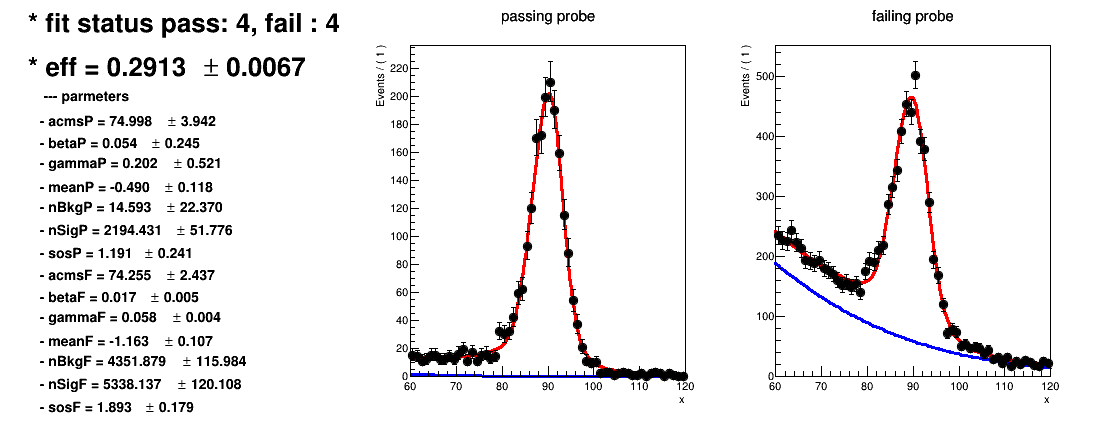 * fit status pass: 4, fail : 4
* eff = 0.2913 ± 0.0067
--- parmeters
- acmsP = 74.998 ± 3.942
- betaP = 0.054 ± 0.245
- gammaP = 0.202 ± 0.521
- meanP = -0.490 ± 0.118
- nBkgP = 14.593 ± 22.370
- nSigP = 2194.431 ± 51.776
- sosP = 1.191 ± 0.241
- acmsF = 74.255 ± 2.437
- betaF = 0.017 ± 0.005
- gammaF = 0.058 ± 0.004
- meanF = -1.163 ± 0.107
- nBkgF = 4351.879 ± 115.984
- nSigF = 5338.137 ± 120.108
- sosF = 1.893 ± 0.179
passing probe
Events / ( 1 )
220
200
180
160
140
120
100
80
60
40
20
0
60 70 80 90 100 110 120
x
failing probe
Events / ( 1 )
500
400
300
200
100
0
60 70 80 90 100 110 120
x